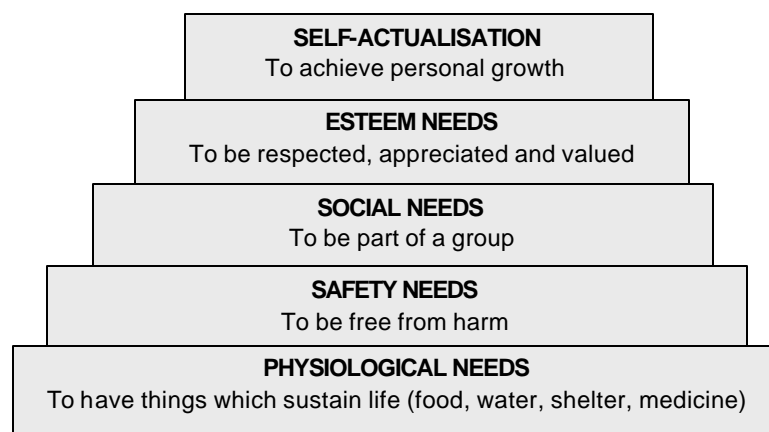 SELF-ACTUALISATION
To achieve personal growth
ESTEEM NEEDS
To be respected, appreciated and valued
SOCIAL NEEDS
To be part of a group
SAFETY NEEDS
To be free from harm
PHYSIOLOGICAL NEEDS
To have things which sustain life (food, water, shelter, medicine)